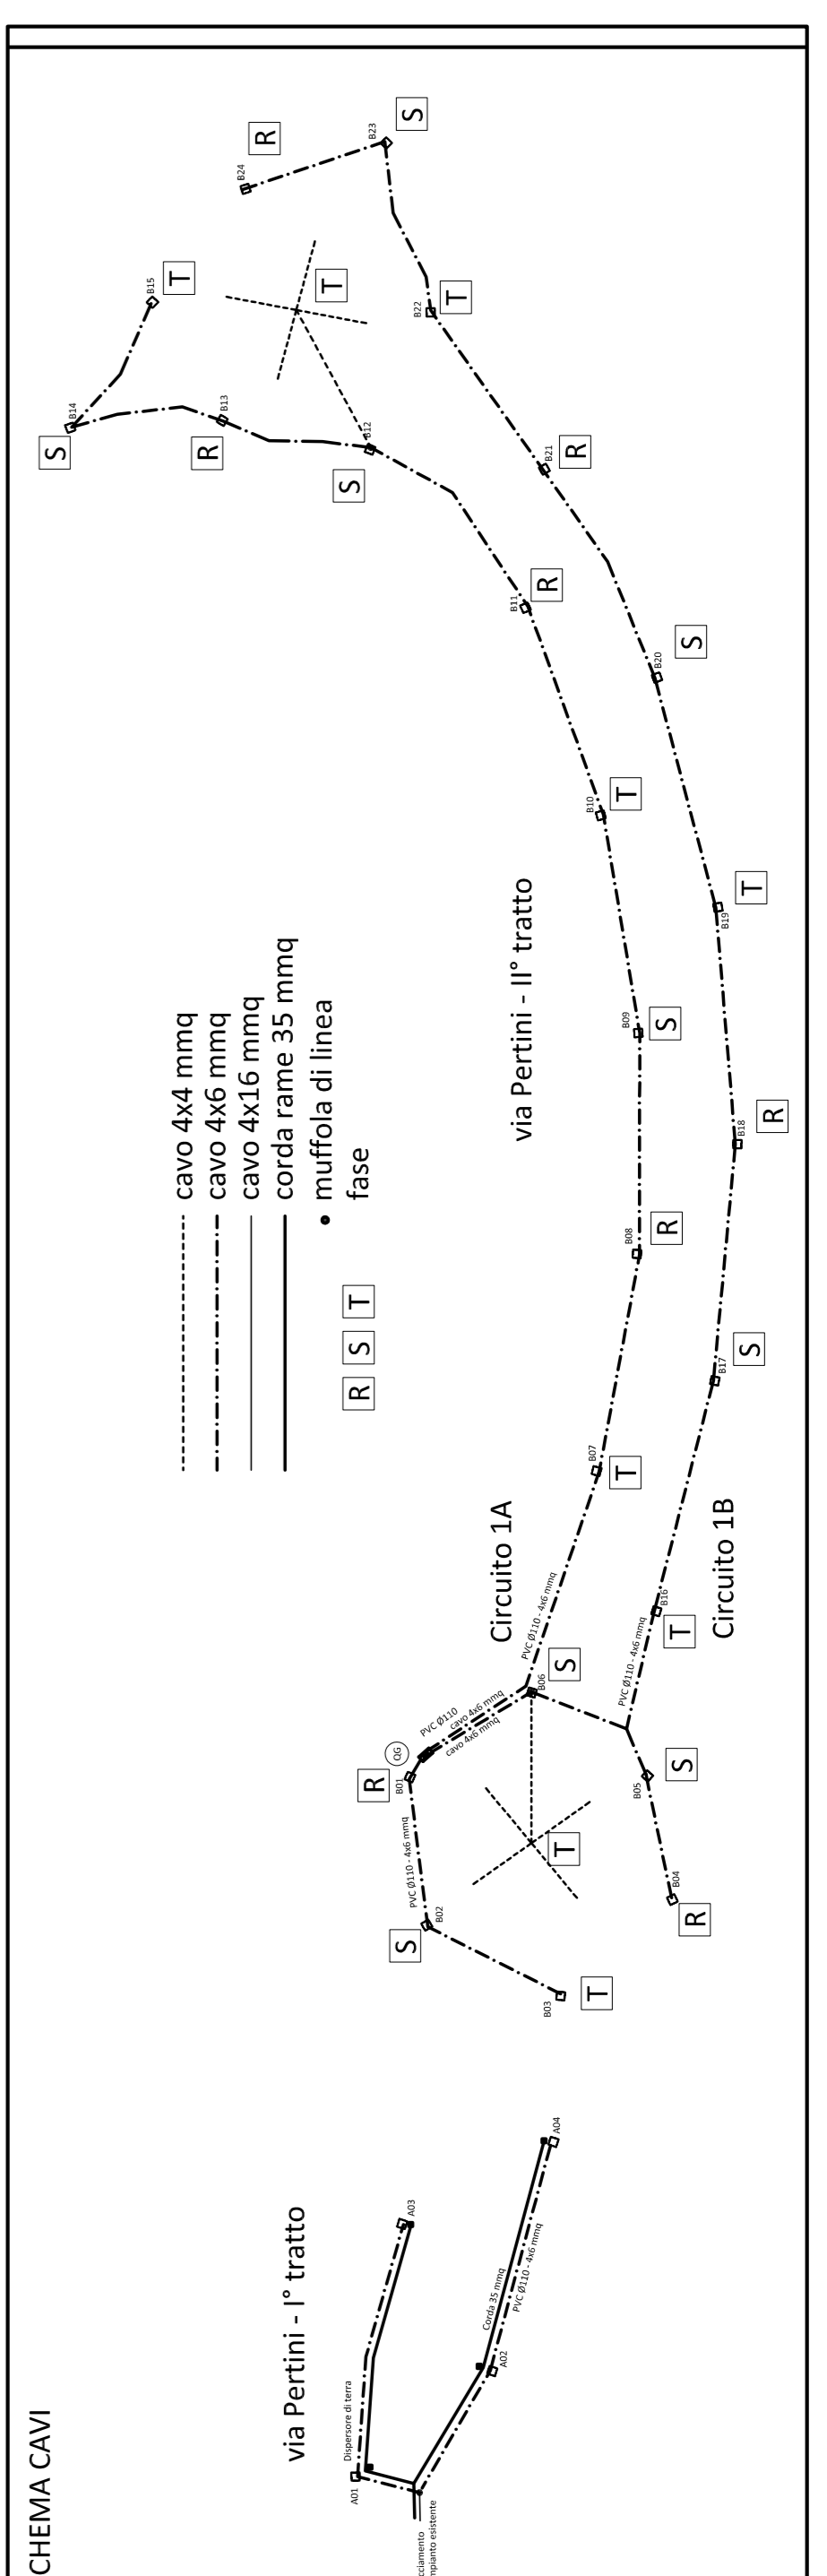 CHEMA CAVI
via Pertini - I° tratto
A01
Dispersore di terra
A03
A02
Corda 35 mmq
PVC Ø110 - 4x6 mmq
A04
cciamento
mpianto esistente
cavo 4x4 mmq
cavo 4x6 mmq
cavo 4x16 mmq
corda rame 35 mmq
muffola di linea
R S T fase
via Pertini - II° tratto
Circuito 1A
Circuito 1B
QG
B01
R
PVC Ø110 - 4x6 mmq
B02
S
B03
T
T
B04
R
B05
S
PVC Ø110
cavo 4x6 mmq
cavo 4x6 mmq
B06
S
PVC Ø110 - 4x6 mmq
PVC Ø110 - 4x6 mmq
B07
T
B08
R
B09
S
B10
T
B11
R
B12
S
T
B13
R
B14
S
B15
T
B16
T
B17
S
B18
R
B19
T
B20
S
B21
R
B22
T
B23
S
B24
R